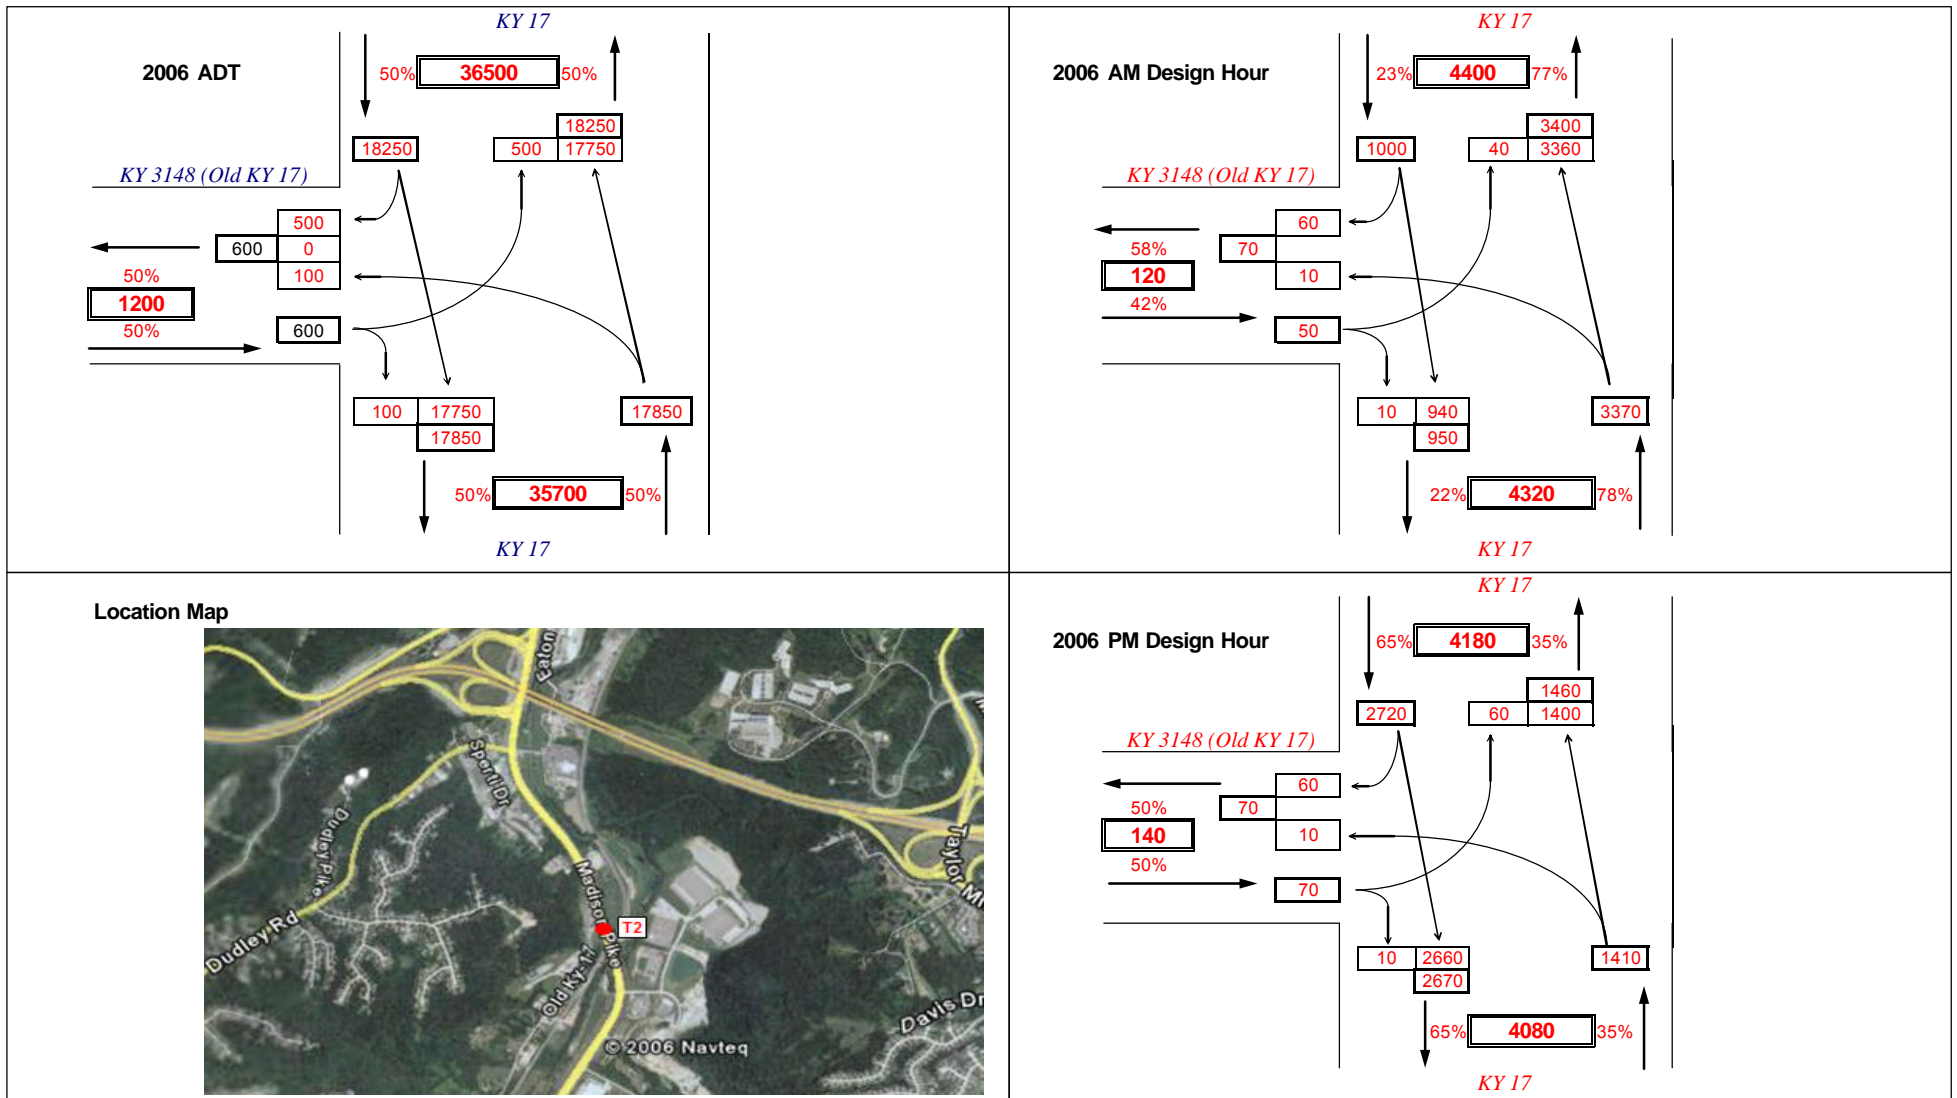 KY 17
2006 ADT
50% 36500 50%
18250
18250 500 17750
KY 3148 (Old KY 17)
500
600 0
100
50%
1200
50%
600
100 17750 17850
17850
50% 35700 50%
KY 17
KY 17
2006 AM Design Hour
23% 4400 77%
3400
1000 40 3360
KY 3148 (Old KY 17)
60
58% 70
120 10
42%
50
10 940 3370
950
22% 4320 78%
KY 17
Location Map
Eaton
Sperti Dr
Dudley Pike
Dudley Rd
Madison Pike
T2
Old Ky-17
Davis Dr
© 2006 Navteq
KY 17
2006 PM Design Hour
65% 4180 35%
1460
2720 60 1400
KY 3148 (Old KY 17)
60
50% 70
140 10
50%
70
10 2660 1410
2670
65% 4080 35%
KY 17